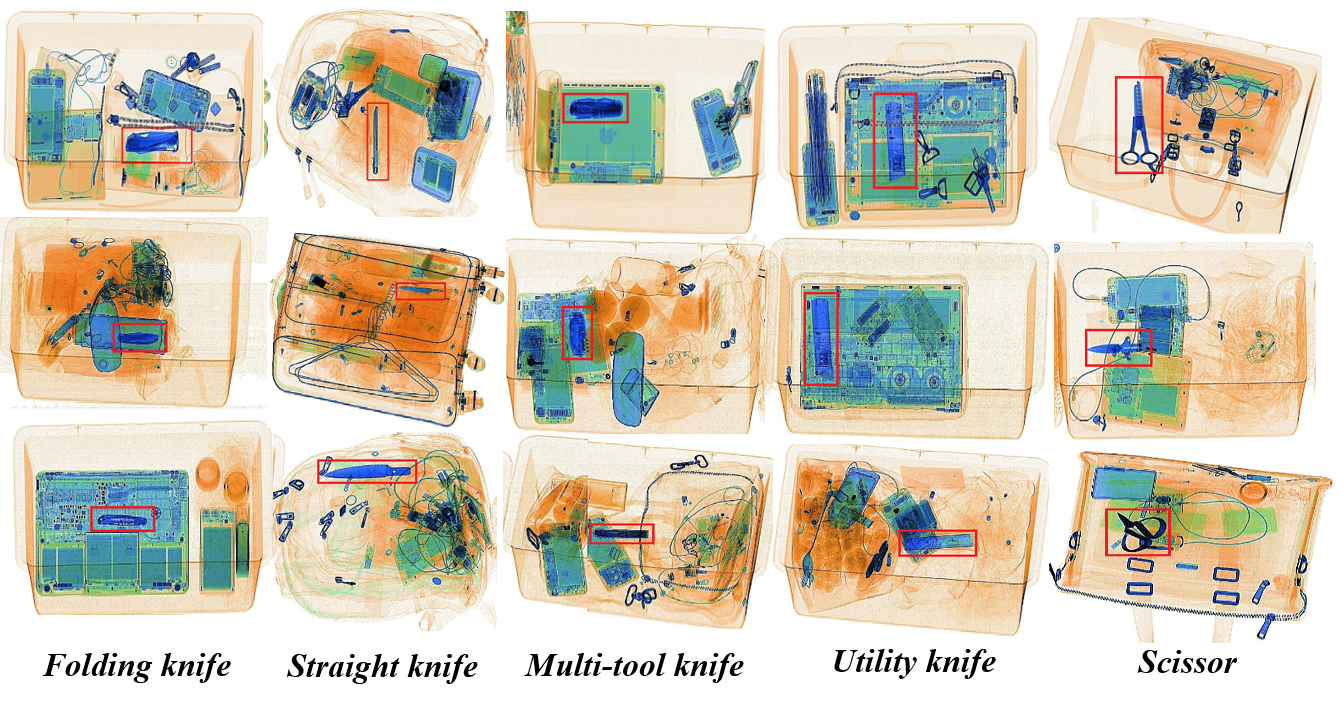 Folding knife
Straight knife
Multi-tool knife
Utility knife
Scissor